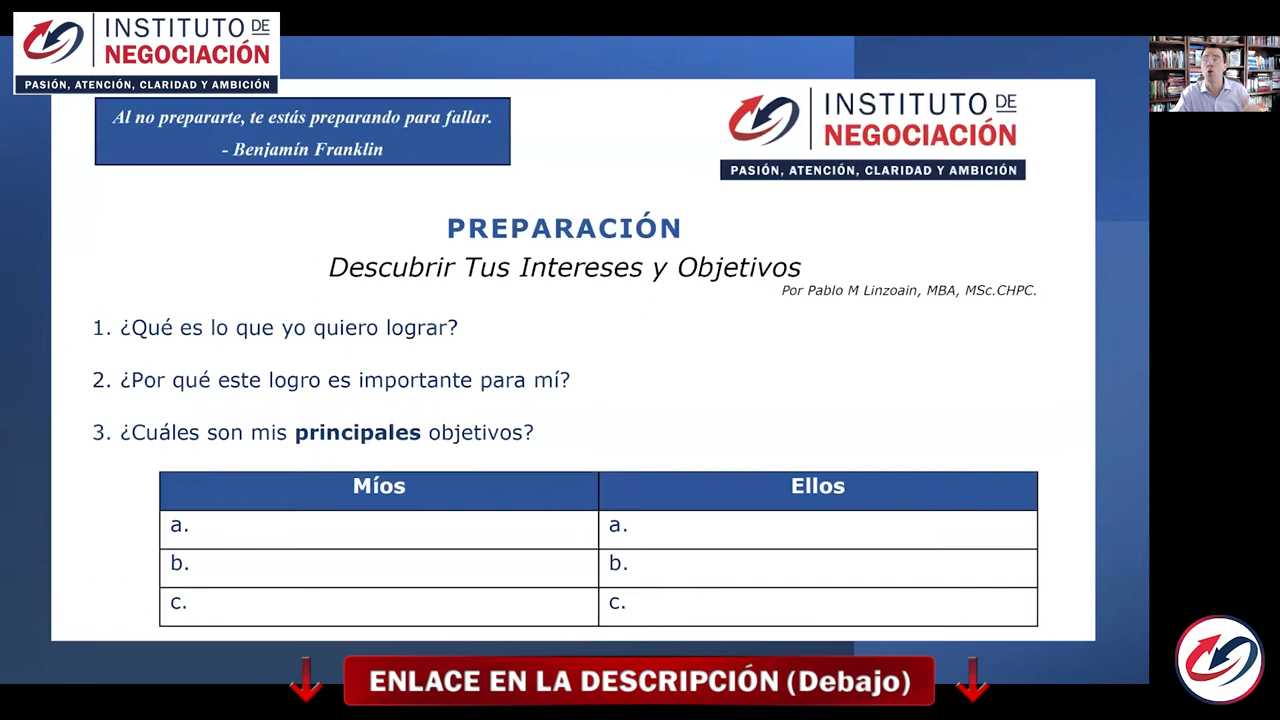 INSTITUTO DE
NEGOCIACIÓN
PASIÓN, ATENCIÓN, CLARIDAD Y AMBICIÓN
Al no prepararte, te estás preparando para fallar.
- Benjamín Franklin
INSTITUTO DE
NEGOCIACIÓN
PASIÓN, ATENCIÓN, CLARIDAD Y AMBICIÓN
PREPARACIÓN
Descubrir Tus Intereses y Objetivos
Por Pablo M Linzoain, MBA, MSc.CHPC.
1. ¿Qué es lo que yo quiero lograr?
2. ¿Por qué este logro es importante para mí?
3. ¿Cuáles son mis principales objetivos?
Míos Ellos
a. a.
b. b.
c. c.
ENLACE EN LA DESCRIPCIÓN (Debajo)